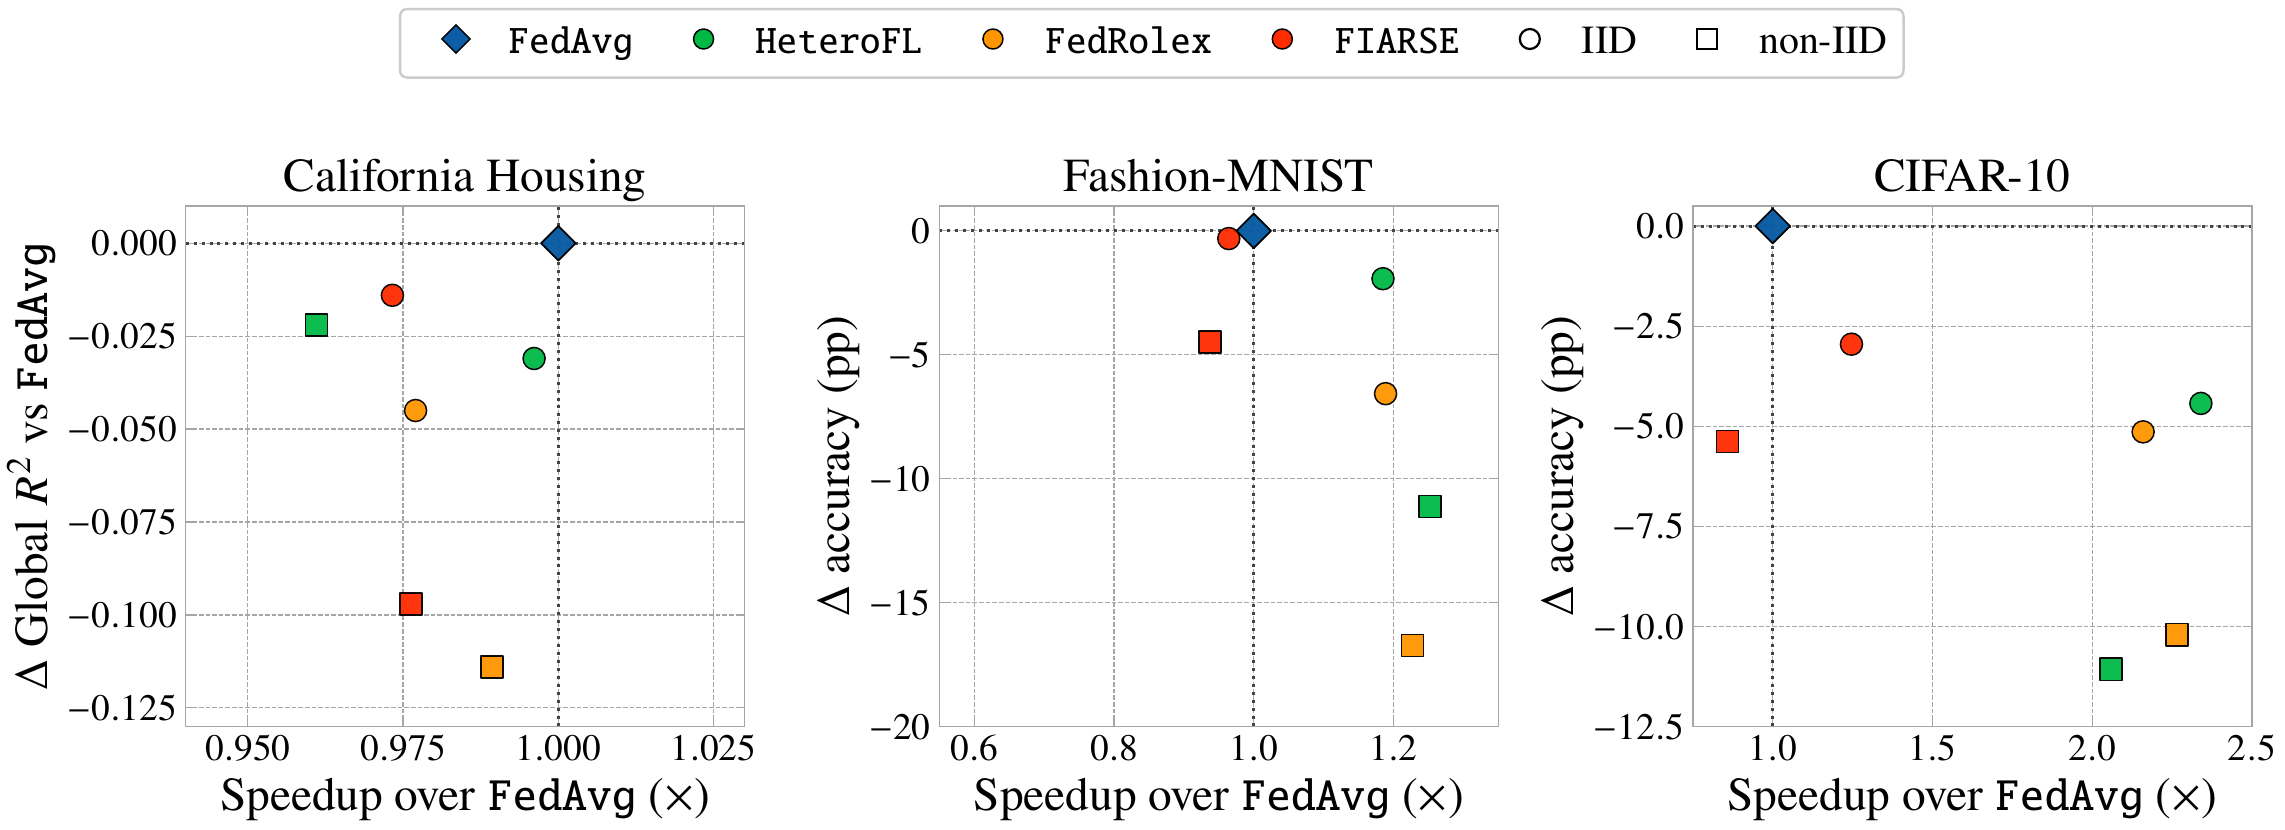 FedAvg HeteroFL FedRolex FIARSE IID non-IID
California Housing
Δ Global R² vs FedAvg
0.000
−0.025
−0.050
−0.075
−0.100
−0.125
0.950 0.975 1.000 1.025
Speedup over FedAvg (×)
Fashion-MNIST
Δ accuracy (pp)
0
−5
−10
−15
−20
0.6 0.8 1.0 1.2
Speedup over FedAvg (×)
CIFAR-10
Δ accuracy (pp)
0.0
−2.5
−5.0
−7.5
−10.0
−12.5
1.0 1.5 2.0 2.5
Speedup over FedAvg (×)